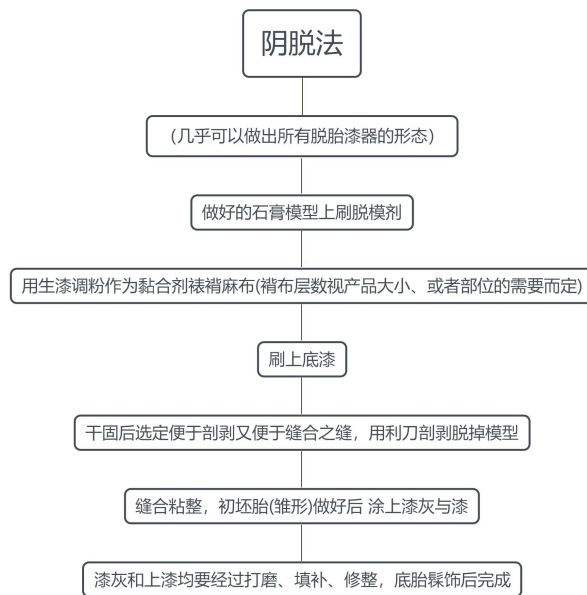 阴脱法
（几乎可以做出所有脱胎漆器的形态）
做好的石膏模型上刷脱模剂
用生漆调粉作为黏合剂裱褙麻布(褙布层数视产品大小、或者部位的需要而定)
刷上底漆
干固后选定便于剖剥又便于缝合之缝，用利刀剖剥脱掉模型
缝合粘整，初坯胎(雏形)做好后 涂上漆灰与漆
漆灰和上漆均要经过打磨、填补、修整，底胎髹饰后完成